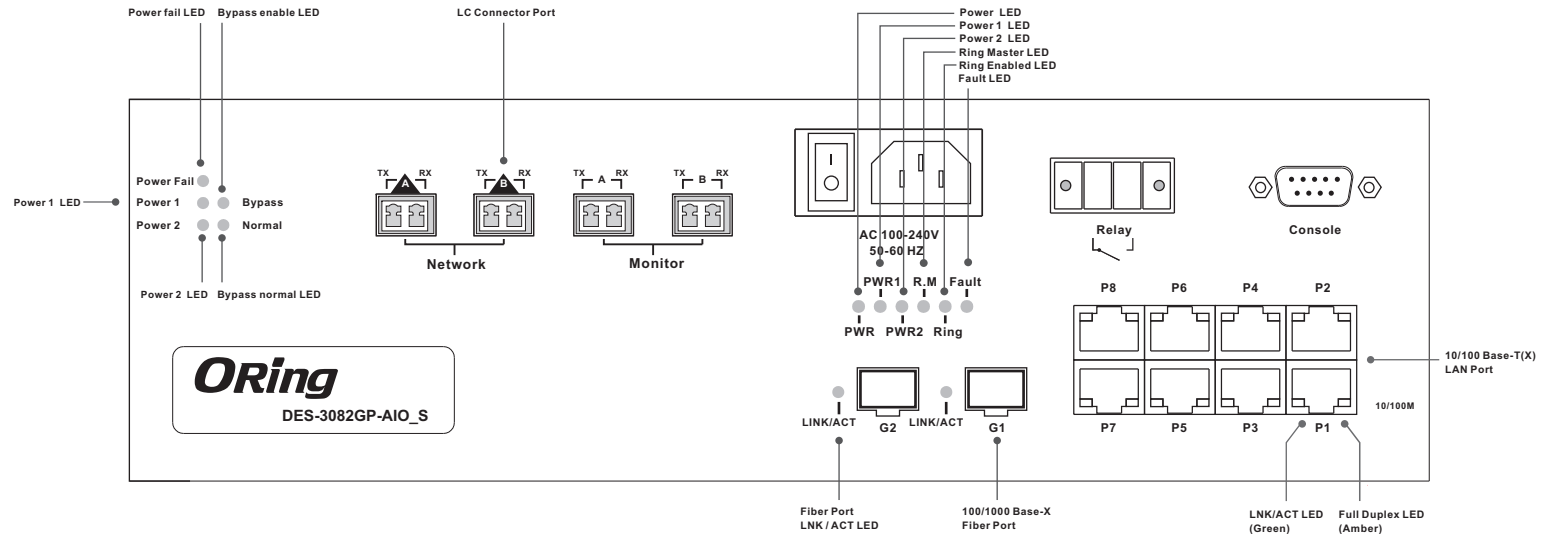 Power fail LED
Bypass enable LED
LC Connector Port
Power LED
Power 1 LED
Power 2 LED
Ring Master LED
Ring Enabled LED
Fault LED
Power Fail
Power 1 LED
Power 1
Bypass
Power 2
Normal
Power 2 LED
Bypass normal LED
TX
A
RX
TX
B
RX
TX
A
RX
TX
B
RX
Network
Monitor
AC 100-240V
50-60 HZ
PWR1
R.M
Fault
PWR
PWR2
Ring
Relay
Console
P8
P6
P4
P2
10/100 Base-T(X)
LAN Port
10/100M
P7
P5
P3
P1
ORing
DES-3082GP-AIO_S
LINK/ACT
G2
LINK/ACT
G1
Fiber Port
LNK / ACT LED
100/1000 Base-X
Fiber Port
LNK/ACT LED
(Green)
Full Duplex LED
(Amber)